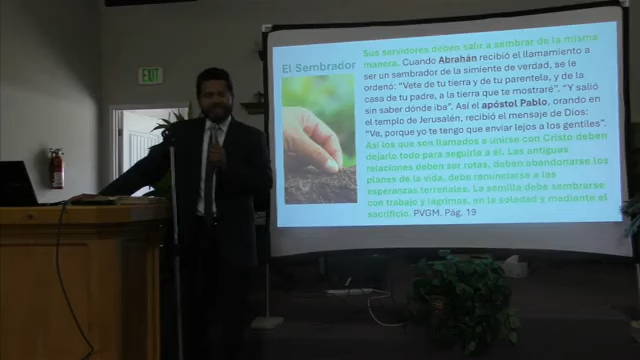 EXIT
El Sembrador
Sus servidores deben salir a sembrar de la misma
manera. Cuando Abrahán recibió el llamamiento a
ser un sembrador de la simiente de verdad, se le
ordenó: “Vete de tu tierra y de tu parentela, y de la
casa de tu padre, a la tierra que te mostraré”. “Y salió
sin saber dónde iba”. Así el apóstol Pablo, orando en
el templo de Jerusalén, recibió el mensaje de Dios:
“Ve, porque yo te tengo que enviar lejos a los gentiles”.
Así los que son llamados a unirse con Cristo deben
dejarlo todo para seguirle a él. Las antiguas
relaciones deben ser rotas, deben abandonarse los
planes de la vida, debe renunciarse a las
esperanzas terrenales. La semilla debe sembrarse
con trabajo y lágrimas, en la soledad y mediante el
sacrificio. PVGM. Pág. 19